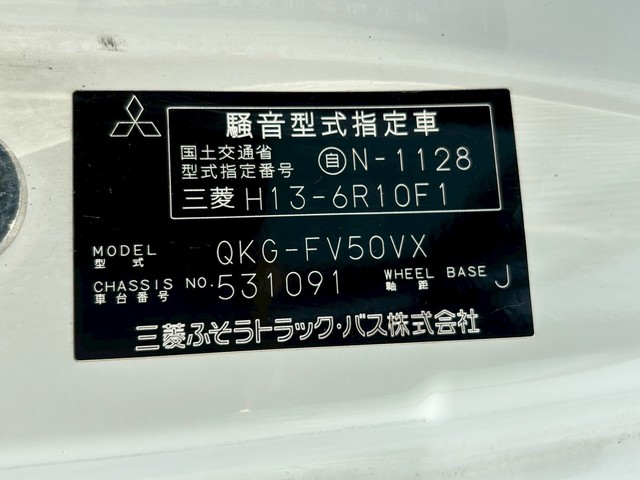 騒音型式指定車
国土交通省
型式指定番号 自N-1128
三菱 H13-6R10F1
MODEL
型式 QKG-FV50VX
CHASSIS NO. 531091 WHEEL BASE J
車台番号 軸距
三菱ふそうトラック・バス株式会社